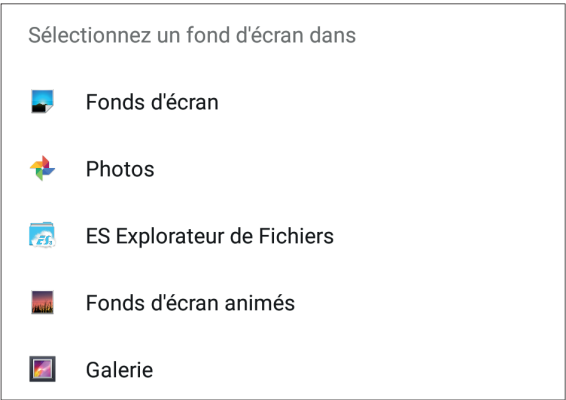 Sélectionnez un fond d'écran dans
Fonds d'écran
Photos
ES Explorateur de Fichiers
Fonds d'écran animés
Galerie